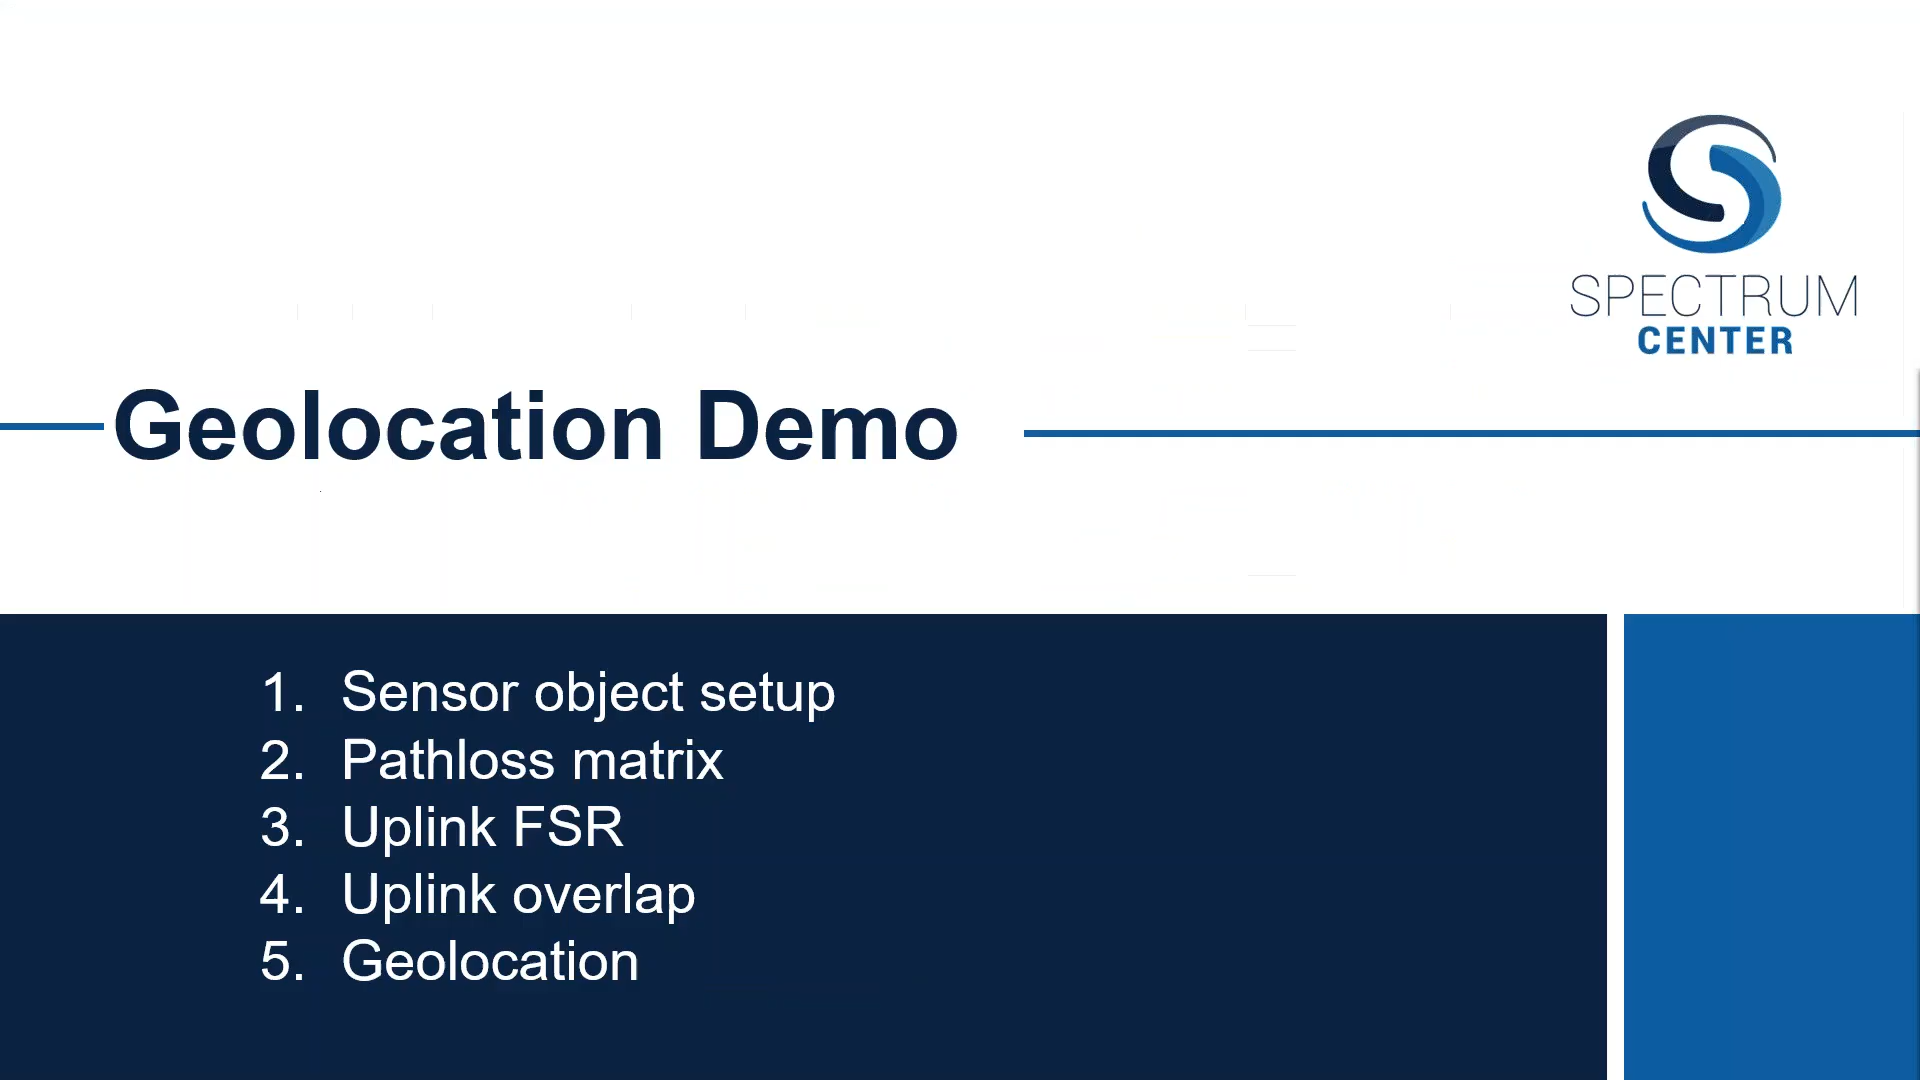 SPECTRUM
CENTER
Geolocation Demo
1. Sensor object setup
2. Pathloss matrix
3. Uplink FSR
4. Uplink overlap
5. Geolocation